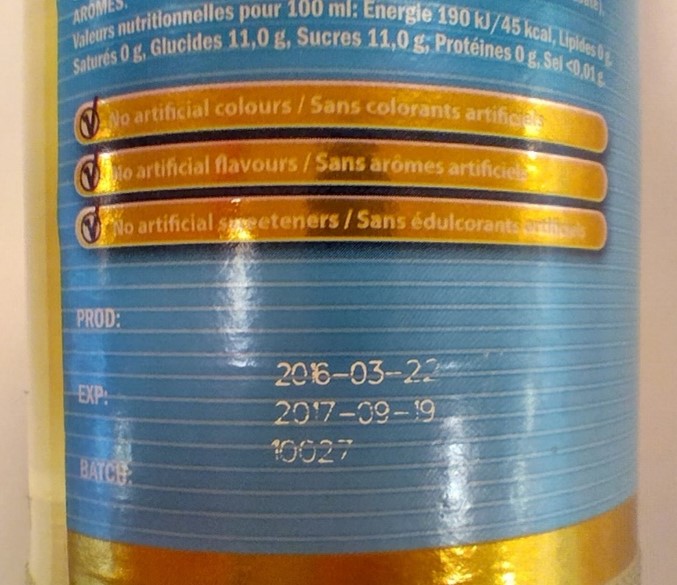 AROMES.
Valeurs nutritionnelles pour 100 ml: Energie 190 kJ/45 kcal, Lipides 0 g,
Saturés 0 g, Glucides 11,0 g, Sucres 11,0 g, Protéines 0 g, Sel <0,01 g.
No artificial colours / Sans colorants artificiels
No artificial flavours / Sans arômes artificiels
No artificial sweeteners / Sans édulcorants artificiels
PROD:
2016-03-22
EXP:
2017-09-19
10027
BATCH: